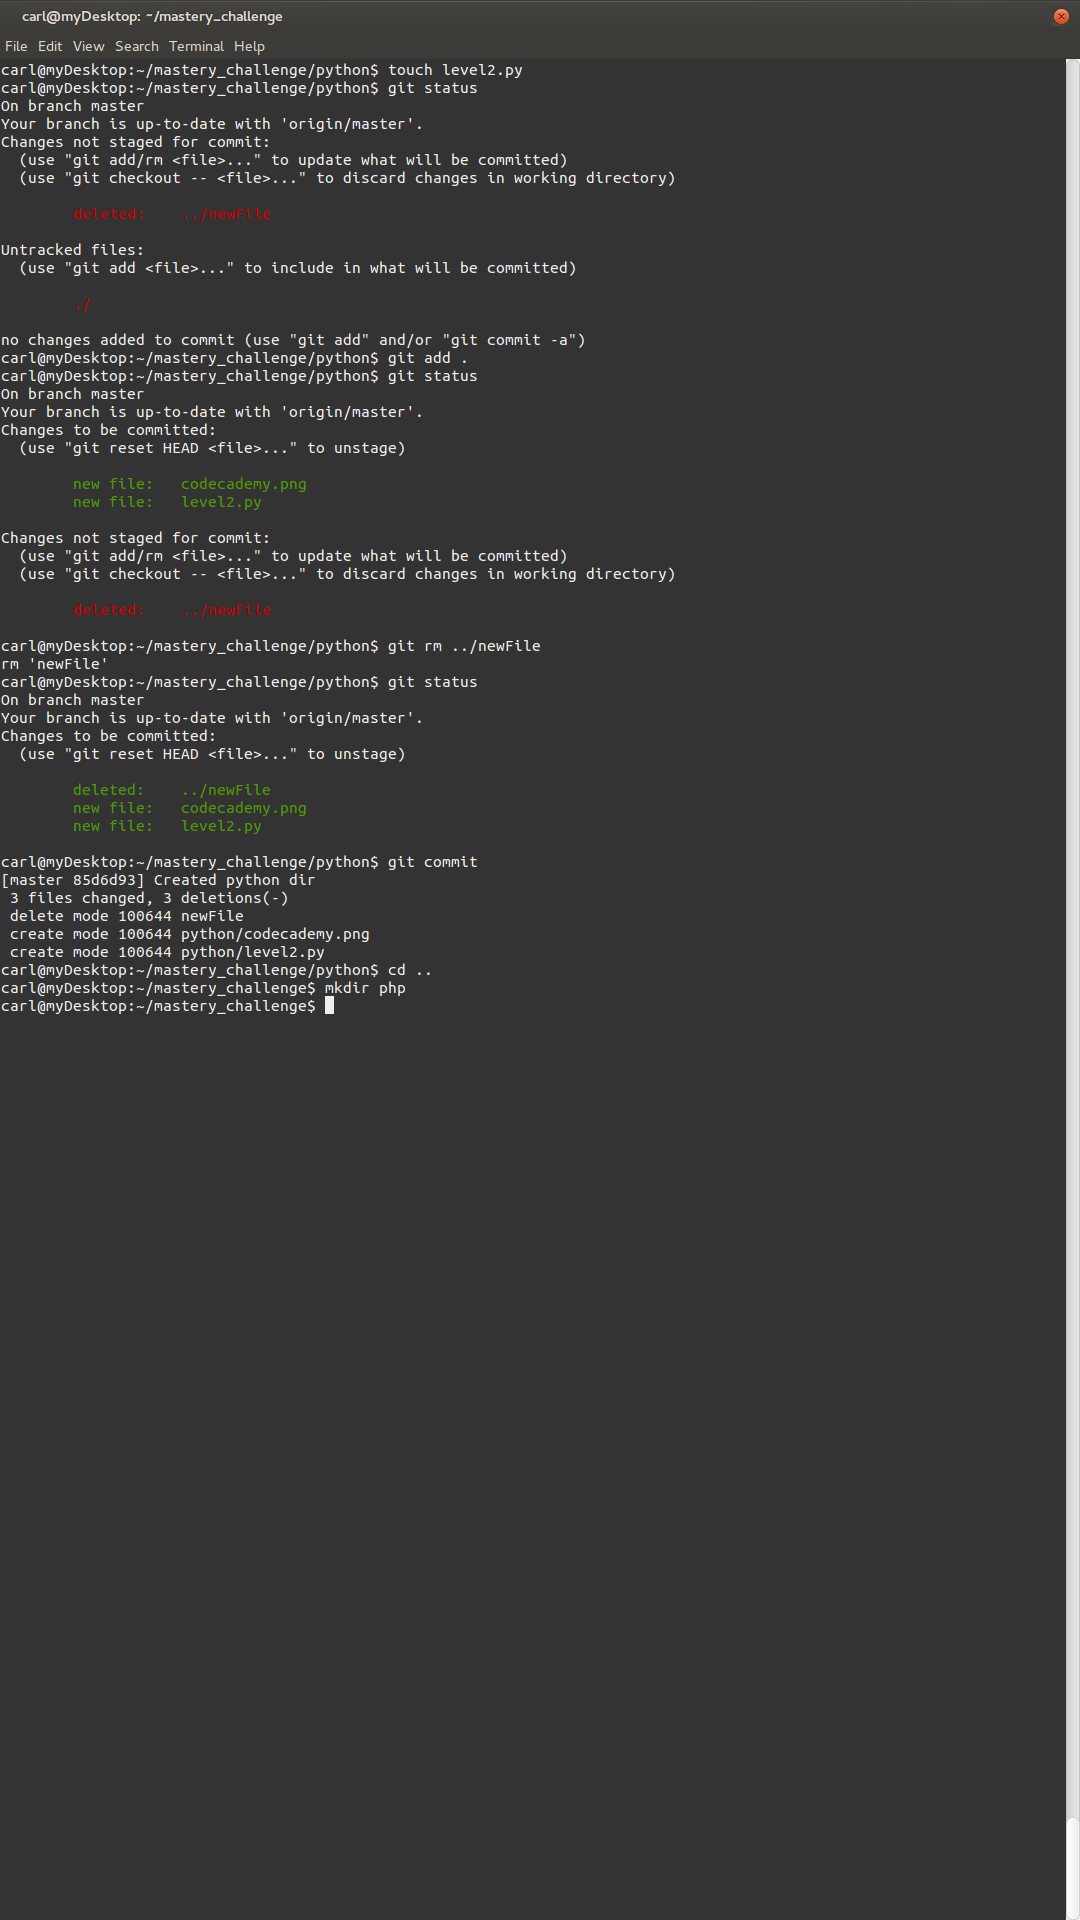 carl@myDesktop: ~/mastery_challenge
File Edit View Search Terminal Help
carl@myDesktop:~/mastery_challenge/python$ touch level2.py
carl@myDesktop:~/mastery_challenge/python$ git status
On branch master
Your branch is up-to-date with 'origin/master'.
Changes not staged for commit:
  (use "git add/rm <file>..." to update what will be committed)
  (use "git checkout -- <file>..." to discard changes in working directory)

        deleted:    ../newFile

Untracked files:
  (use "git add <file>..." to include in what will be committed)

        ./

no changes added to commit (use "git add" and/or "git commit -a")
carl@myDesktop:~/mastery_challenge/python$ git add .
carl@myDesktop:~/mastery_challenge/python$ git status
On branch master
Your branch is up-to-date with 'origin/master'.
Changes to be committed:
  (use "git reset HEAD <file>..." to unstage)

        new file:   codecademy.png
        new file:   level2.py

Changes not staged for commit:
  (use "git add/rm <file>..." to update what will be committed)
  (use "git checkout -- <file>..." to discard changes in working directory)

        deleted:    ../newFile

carl@myDesktop:~/mastery_challenge/python$ git rm ../newFile
rm 'newFile'
carl@myDesktop:~/mastery_challenge/python$ git status
On branch master
Your branch is up-to-date with 'origin/master'.
Changes to be committed:
  (use "git reset HEAD <file>..." to unstage)

        deleted:    ../newFile
        new file:   codecademy.png
        new file:   level2.py

carl@myDesktop:~/mastery_challenge/python$ git commit
[master 85d6d93] Created python dir
 3 files changed, 3 deletions(-)
 delete mode 100644 newFile
 create mode 100644 python/codecademy.png
 create mode 100644 python/level2.py
carl@myDesktop:~/mastery_challenge/python$ cd ..
carl@myDesktop:~/mastery_challenge$ mkdir php
carl@myDesktop:~/mastery_challenge$